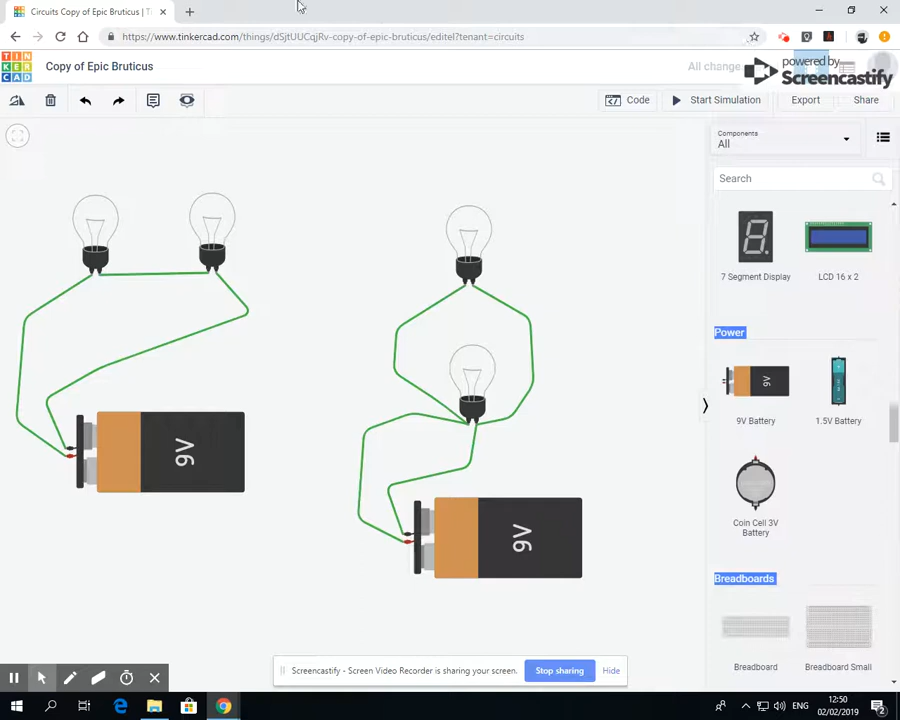 Circuits Copy of Epic Bruticus | Ti
https://www.tinkercad.com/things/dSjtUUCqjRv-copy-of-epic-bruticus/editel?tenant=circuits
TIN
KER
CAD
Copy of Epic Bruticus
All change
powered by
Screencastify
Code
Start Simulation
Export
Share
Components
All
Search
7 Segment Display
LCD 16 x 2
Power
9V
9V Battery
1.5V Battery
Coin Cell 3V
Battery
Breadboards
Breadboard
Breadboard Small
9V
9V
Screencastify - Screen Video Recorder is sharing your screen.
Stop sharing
Hide
ENG
12:50
02/02/2019
2